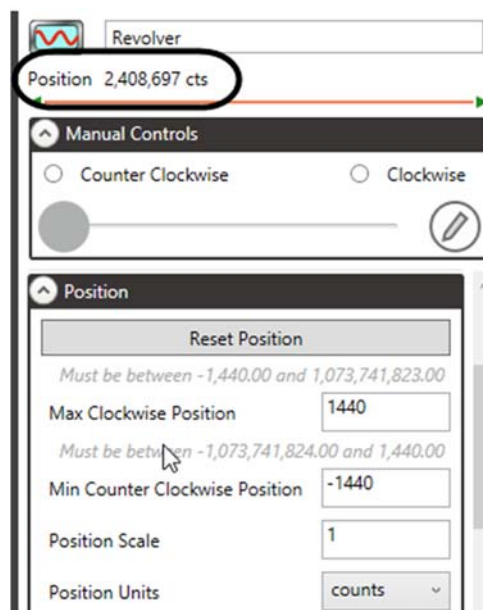 Revolver
Position 2,408,697 cts
Manual Controls
Counter Clockwise Clockwise
Position
Reset Position
Must be between -1,440.00 and 1,073,741,823.00
Max Clockwise Position 1440
Must be between -1,073,741,824.00 and 1,440.00
Min Counter Clockwise Position -1440
Position Scale 1
Position Units counts